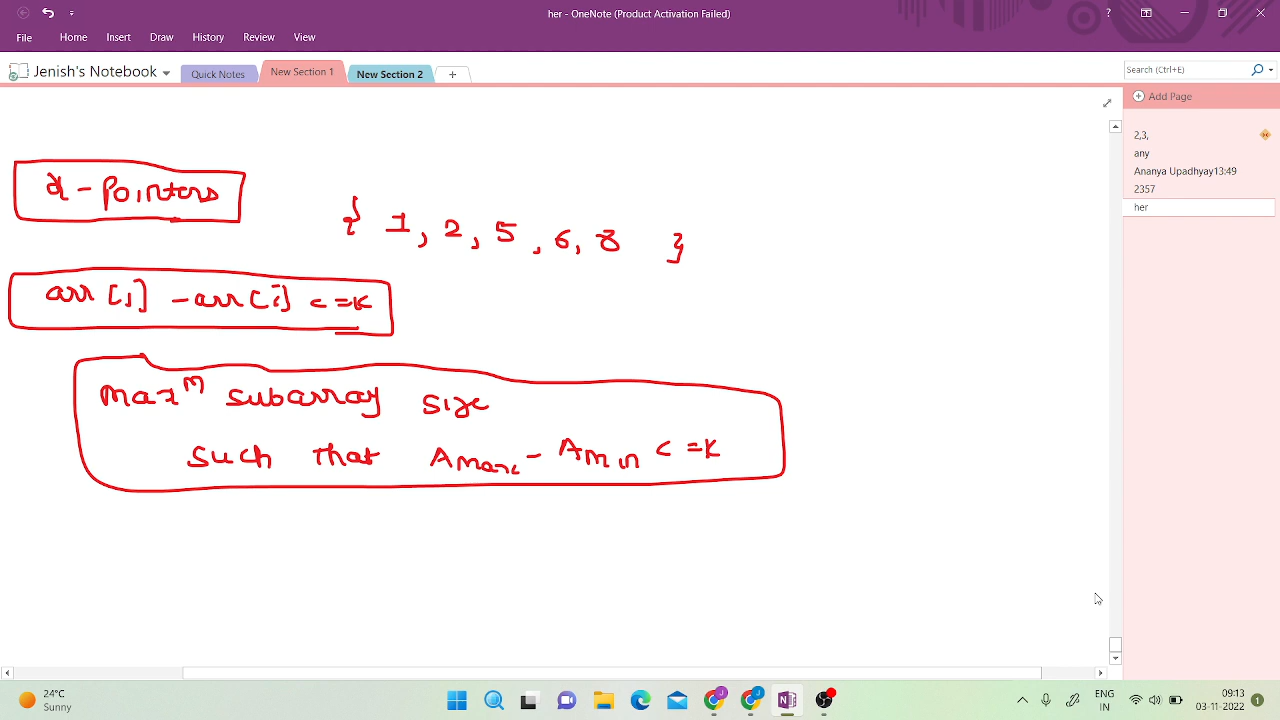 her - OneNote (Product Activation Failed)
?
File Home Insert Draw History Review View
Jenish's Notebook Quick Notes New Section 1 New Section 2 +
Search (Ctrl+E)
Add Page
2,3,
any
Ananya Upadhyay13:49
2357
her
2-pointers
{ 1, 2, 5, 6, 8 }
arr[j] - arr[i] <=K
maxᵐ subarray size
such that Amax - Amin <=K
24°C
Sunny
ENG
IN
09:13
03-11-2022